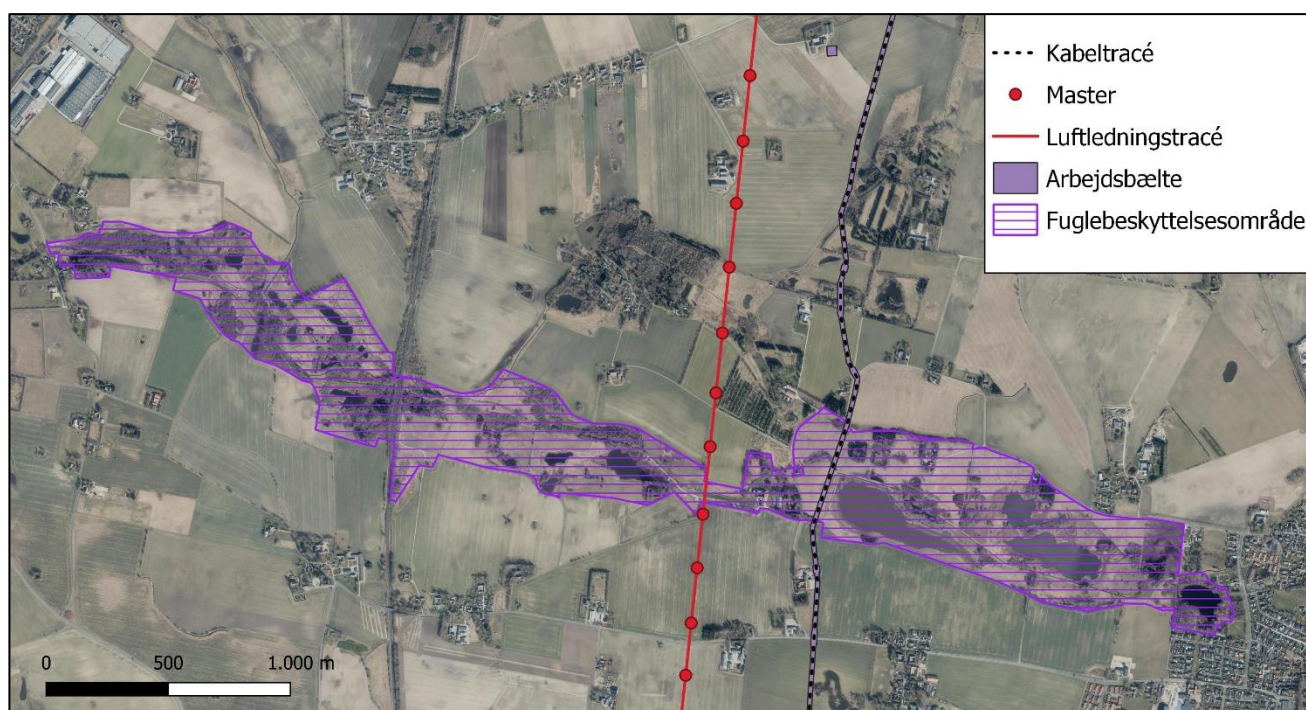 Kabeltracé
Master
Luftledningstracé
Arbejdsbælte
Fuglebeskyttelsesområde
0 500 1.000 m